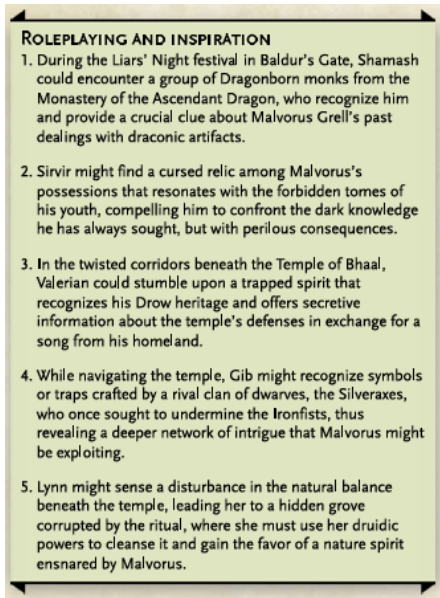 ROLEPLAYING AND INSPIRATION
1. During the Liars' Night festival in Baldur's Gate, Shamash
could encounter a group of Dragonborn monks from the
Monastery of the Ascendant Dragon, who recognize him
and provide a crucial clue about Malvorus Grell's past
dealings with draconic artifacts.
2. Sirvir might find a cursed relic among Malvorus's
possessions that resonates with the forbidden tomes of
his youth, compelling him to confront the dark knowledge
he has always sought, but with perilous consequences.
3. In the twisted corridors beneath the Temple of Bhaal,
Valerian could stumble upon a trapped spirit that
recognizes his Drow heritage and offers secretive
information about the temple's defenses in exchange for a
song from his homeland.
4. While navigating the temple, Gib might recognize symbols
or traps crafted by a rival clan of dwarves, the Silveraxes,
who once sought to undermine the Ironfists, thus
revealing a deeper network of intrigue that Malvorus might
be exploiting.
5. Lynn might sense a disturbance in the natural balance
beneath the temple, leading her to a hidden grove
corrupted by the ritual, where she must use her druidic
powers to cleanse it and gain the favor of a nature spirit
ensnared by Malvorus.